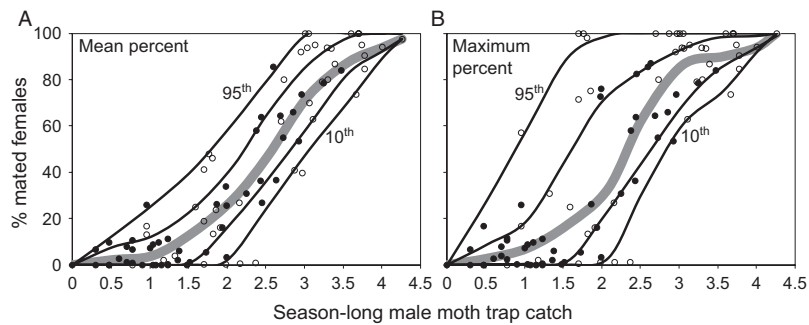 A
B
Mean percent
Maximum
percent
95th
10th
95th
10th
% mated females
120
100
80
60
40
20
0
0 0.5 1 1.5 2 2.5 3 3.5 4 4.5 0 0.5 1 1.5 2 2.5 3 3.5 4 4.5
Season-long male moth trap catch